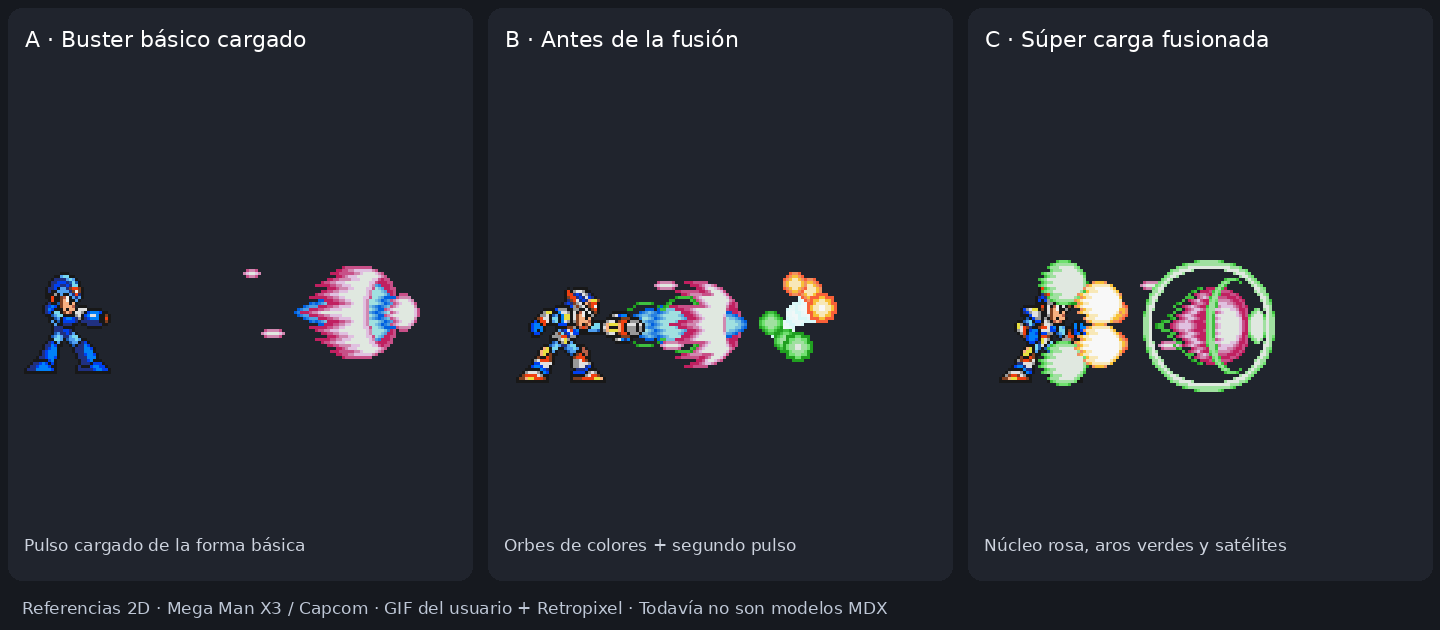 A · Buster básico cargado
B · Antes de la fusión
C · Súper carga fusionada
Pulso cargado de la forma básica
Orbes de colores + segundo pulso
Núcleo rosa, aros verdes y satélites
Referencias 2D · Mega Man X3 / Capcom · GIF del usuario + Retropixel · Todavía no son modelos MDX